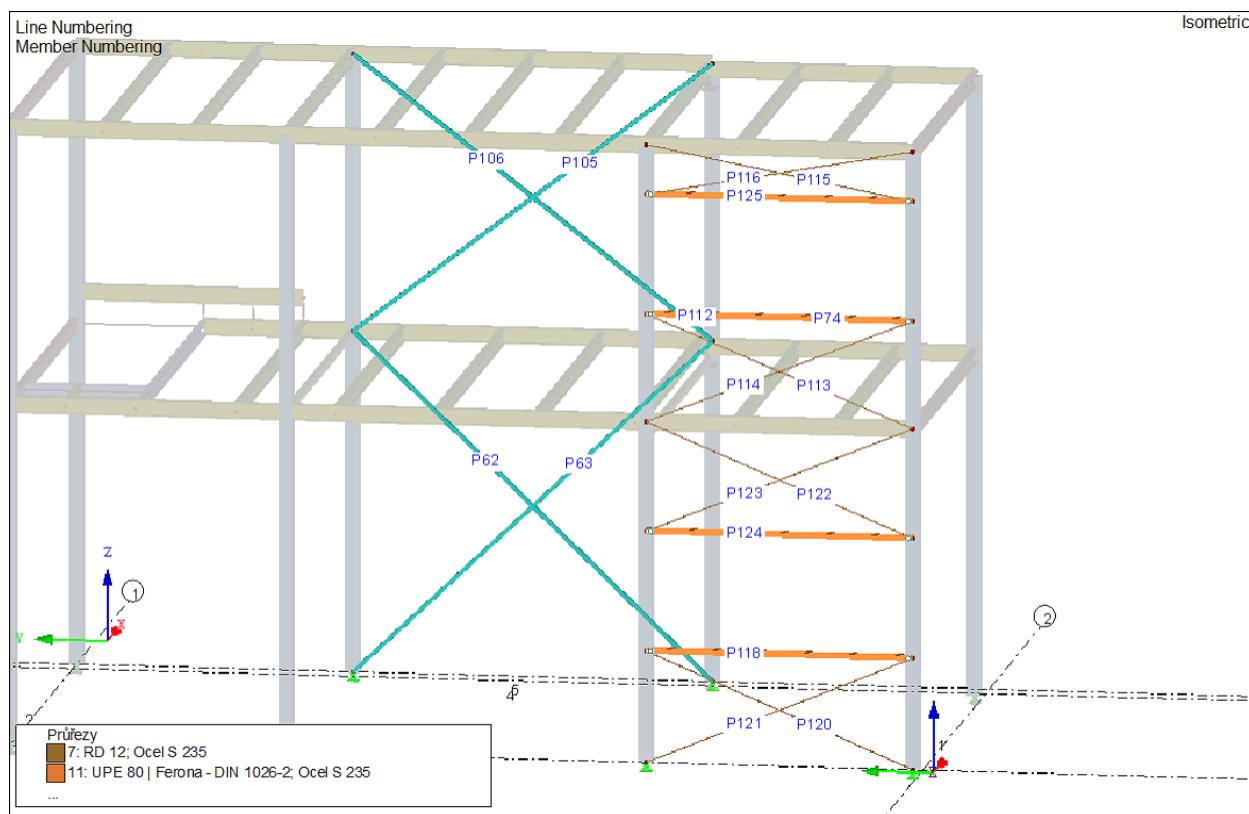 Line Numbering
Member Numbering
Isometric
P106
P105
P116
P115
P125
P112
P74
P114
P113
P62
P63
P123
P122
P124
Z
1
Y
X
2
P118
4
P121
P120
2
1
Z
Průřezy
7: RD 12; Ocel S 235
11: UPE 80 | Ferona - DIN 1026-2; Ocel S 235
...